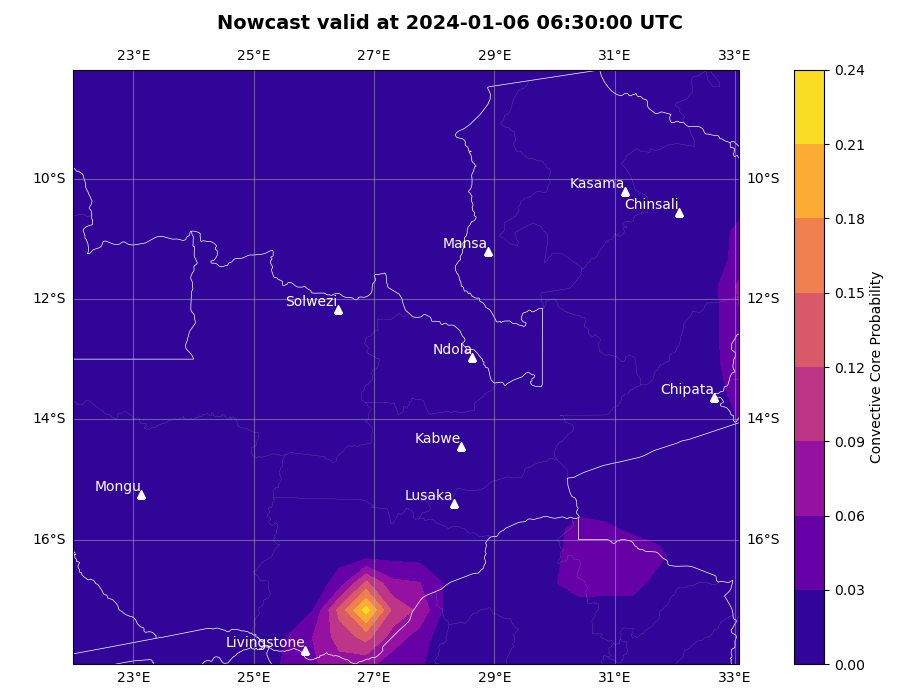 Nowcast valid at 2024-01-06 06:30:00 UTC
23°E 25°E 27°E 29°E 31°E 33°E
0.24
0.21
10°S Kasama 10°S
Chinsali
0.18
Mansa
0.15
12°S Solwezi 12°S
Ndola
0.12
Chipata
14°S 14°S
Kabwe
0.09
Mongu
Lusaka
0.06
16°S 16°S
0.03
Livingstone
0.00
23°E 25°E 27°E 29°E 31°E 33°E
Convective Core Probability